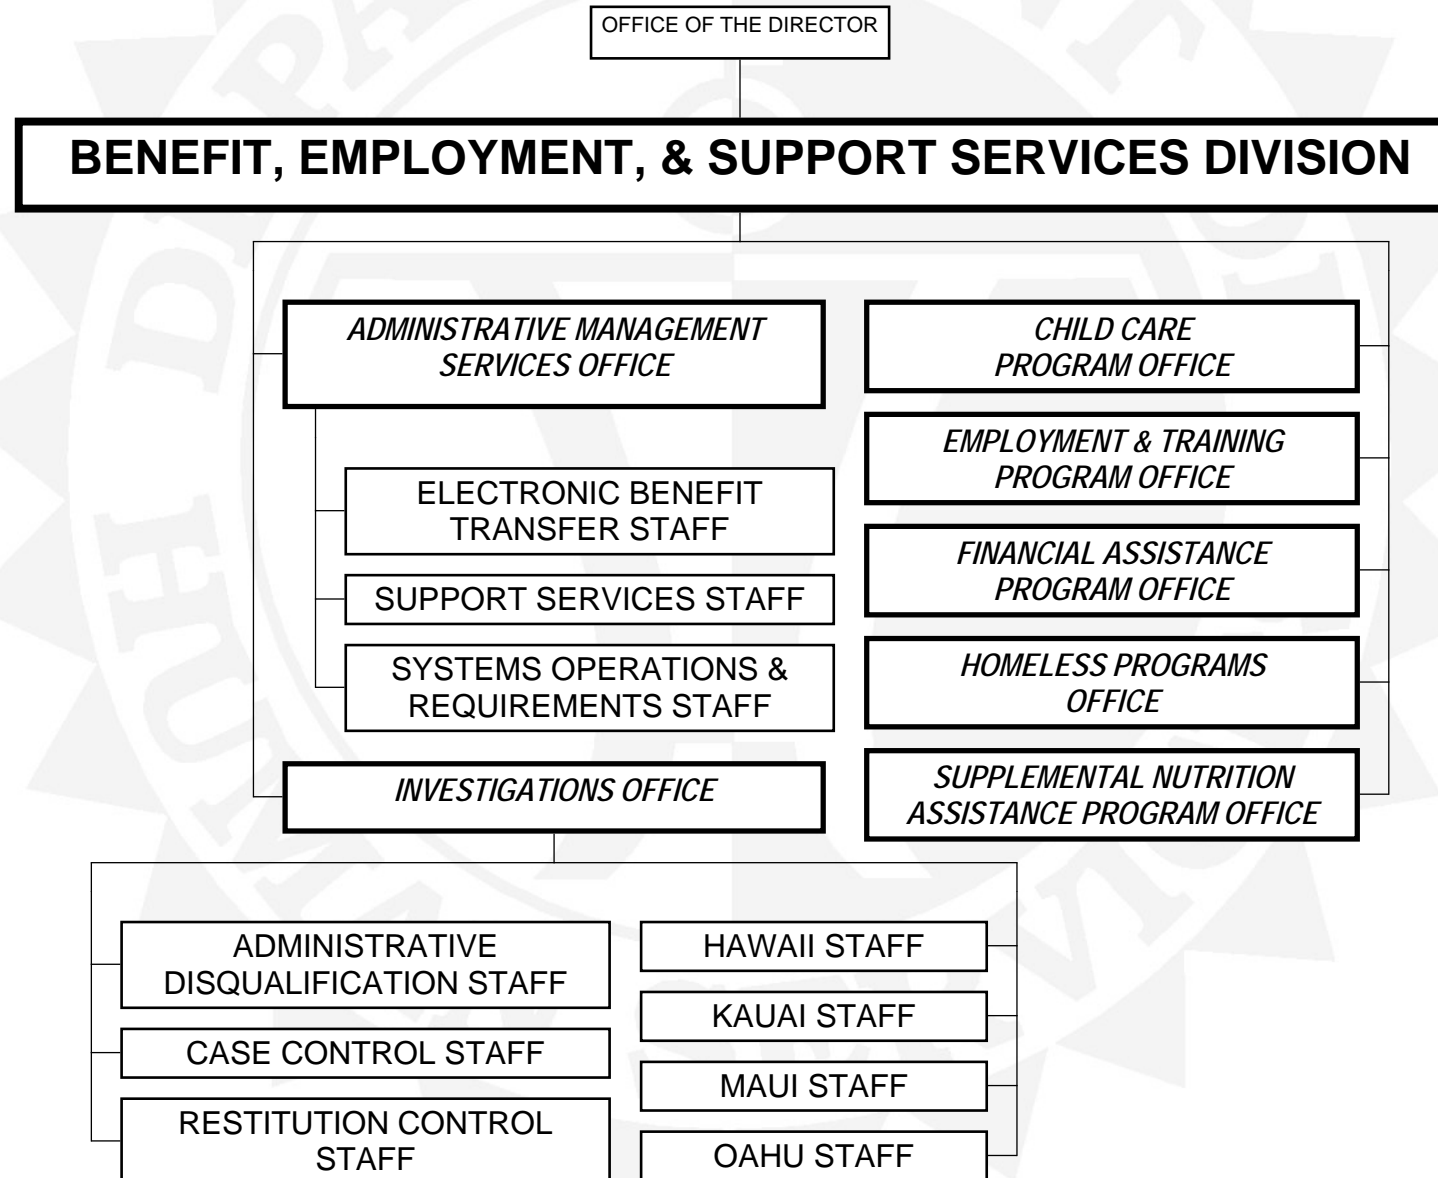 OFFICE OF THE DIRECTOR
BENEFIT, EMPLOYMENT, & SUPPORT SERVICES DIVISION
ADMINISTRATIVE MANAGEMENT
SERVICES OFFICE
ELECTRONIC BENEFIT
TRANSFER STAFF
SUPPORT SERVICES STAFF
SYSTEMS OPERATIONS &
REQUIREMENTS STAFF
INVESTIGATIONS OFFICE
CHILD CARE
PROGRAM OFFICE
EMPLOYMENT & TRAINING
PROGRAM OFFICE
FINANCIAL ASSISTANCE
PROGRAM OFFICE
HOMELESS PROGRAMS
OFFICE
SUPPLEMENTAL NUTRITION
ASSISTANCE PROGRAM OFFICE
ADMINISTRATIVE
DISQUALIFICATION STAFF
CASE CONTROL STAFF
RESTITUTION CONTROL
STAFF
HAWAII STAFF
KAUAI STAFF
MAUI STAFF
OAHU STAFF